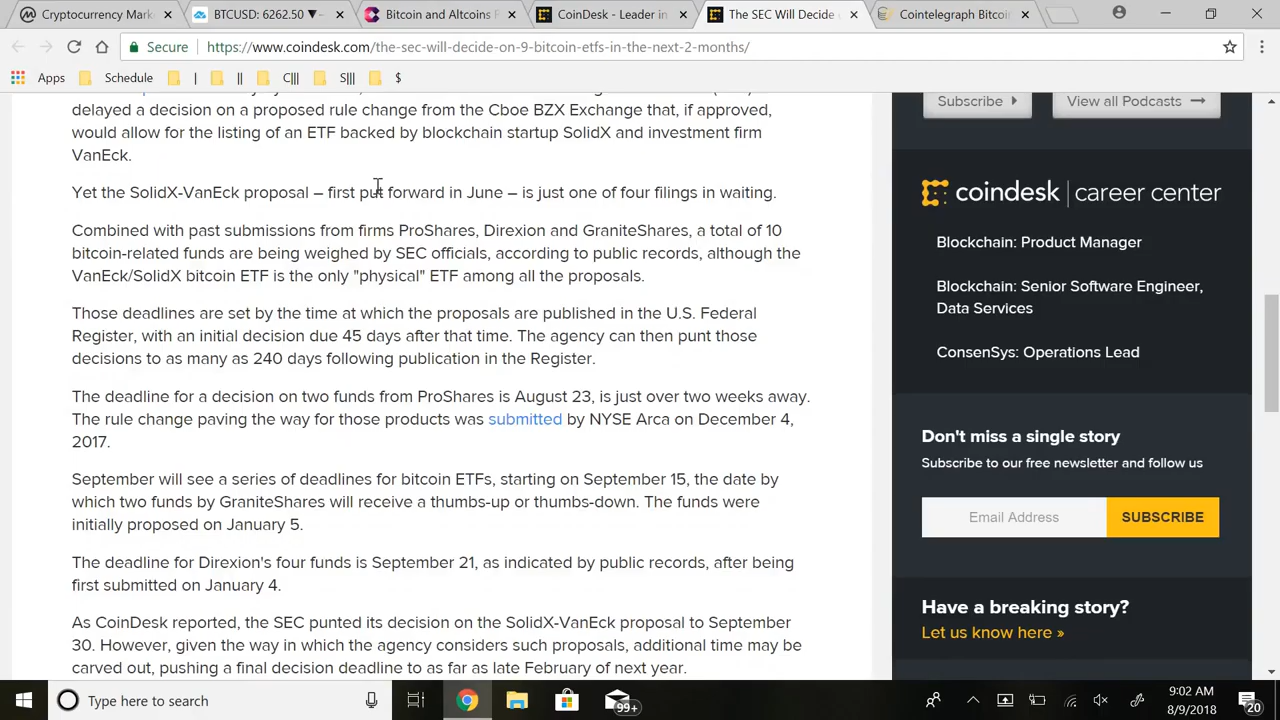 Cryptocurrency Mark
BTCUSD: 6262.50 ▼
Bitcoin and Altcoins P
CoinDesk - Leader in
The SEC Will Decide
Cointelegraph Bitcoin
Secure
https://www.coindesk.com/the-sec-will-decide-on-9-bitcoin-etfs-in-the-next-2-months/
Apps
Schedule
|
||
C|||
S|||
$
delayed a decision on a proposed rule change from the Cboe BZX Exchange that, if approved,
would allow for the listing of an ETF backed by blockchain startup SolidX and investment firm
VanEck.
Yet the SolidX-VanEck proposal – first put forward in June – is just one of four filings in waiting.
Combined with past submissions from firms ProShares, Direxion and GraniteShares, a total of 10
bitcoin-related funds are being weighed by SEC officials, according to public records, although the
VanEck/SolidX bitcoin ETF is the only "physical" ETF among all the proposals.
Those deadlines are set by the time at which the proposals are published in the U.S. Federal
Register, with an initial decision due 45 days after that time. The agency can then punt those
decisions to as many as 240 days following publication in the Register.
The deadline for a decision on two funds from ProShares is August 23, is just over two weeks away.
The rule change paving the way for those products was submitted by NYSE Arca on December 4,
2017.
September will see a series of deadlines for bitcoin ETFs, starting on September 15, the date by
which two funds by GraniteShares will receive a thumbs-up or thumbs-down. The funds were
initially proposed on January 5.
The deadline for Direxion's four funds is September 21, as indicated by public records, after being
first submitted on January 4.
As CoinDesk reported, the SEC punted its decision on the SolidX-VanEck proposal to September
30. However, given the way in which the agency considers such proposals, additional time may be
carved out, pushing a final decision deadline to as far as late February of next year.
Subscribe
View all Podcasts
coindesk | career center
Blockchain: Product Manager
Blockchain: Senior Software Engineer,
Data Services
ConsenSys: Operations Lead
Don't miss a single story
Subscribe to our free newsletter and follow us
Email Address
SUBSCRIBE
Have a breaking story?
Let us know here »
Type here to search
99+
9:02 AM
8/9/2018
20